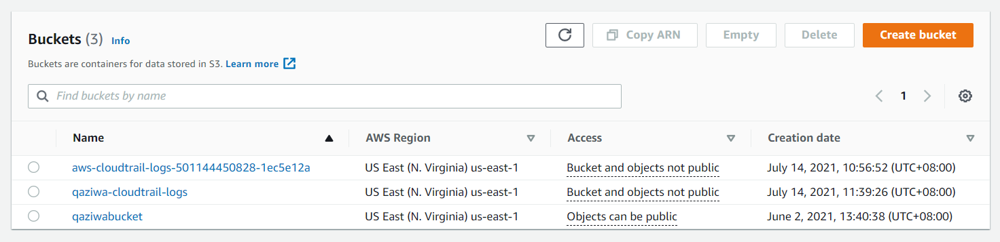 Buckets (3) Info
Copy ARN Empty Delete Create bucket
Buckets are containers for data stored in S3. Learn more
Find buckets by name
1
Name AWS Region Access Creation date
aws-cloudtrail-logs-501144450828-1ec5e12a US East (N. Virginia) us-east-1 Bucket and objects not public July 14, 2021, 10:56:52 (UTC+08:00)
qaziwa-cloudtrail-logs US East (N. Virginia) us-east-1 Bucket and objects not public July 14, 2021, 11:39:26 (UTC+08:00)
qaziwabucket US East (N. Virginia) us-east-1 Objects can be public June 2, 2021, 13:40:38 (UTC+08:00)